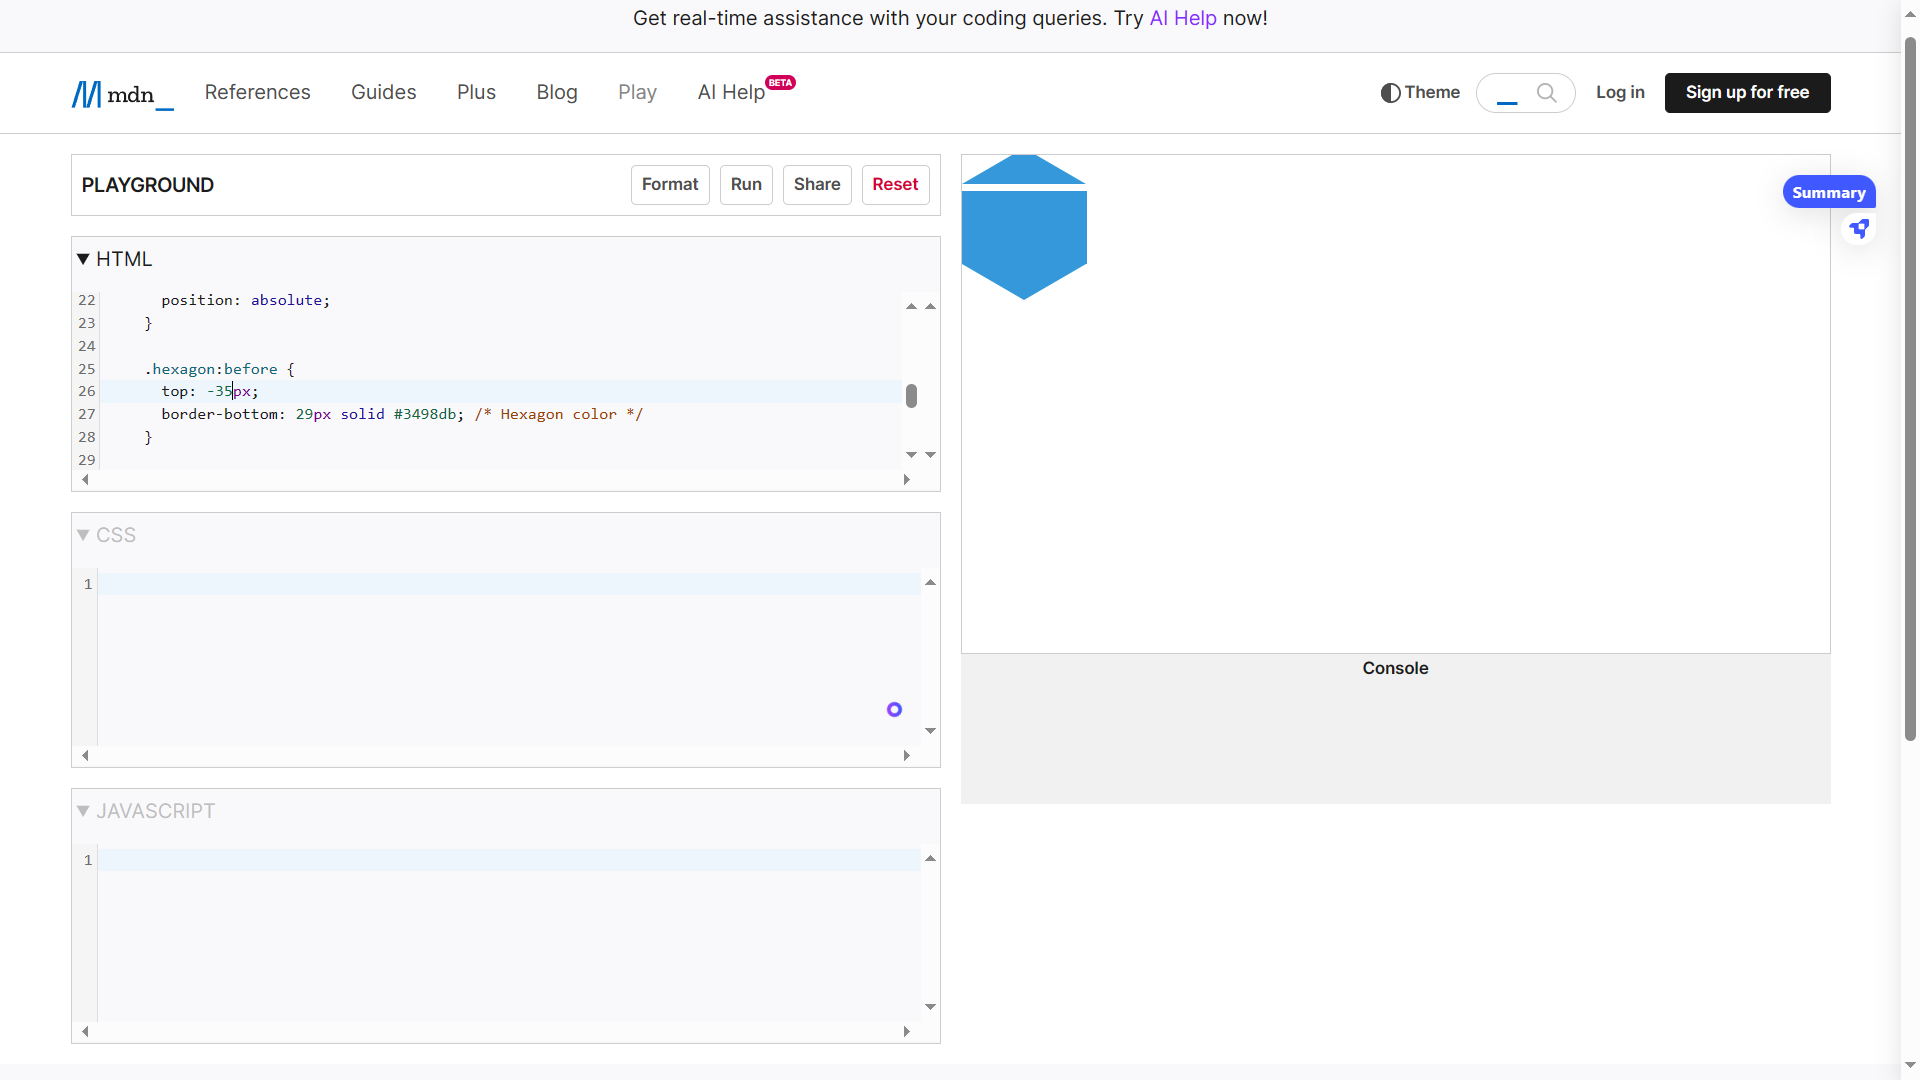 Get real-time assistance with your coding queries. Try AI Help now!
mdn_
References
Guides
Plus
Blog
Play
AI Help
BETA
Theme
Log in
Sign up for free
PLAYGROUND
Format
Run
Share
Reset
Summary
HTML
22 position: absolute;
23 }
24
25 .hexagon:before {
26 top: -35px;
27 border-bottom: 29px solid #3498db; /* Hexagon color */
28 }
29
CSS
1
Console
JAVASCRIPT
1